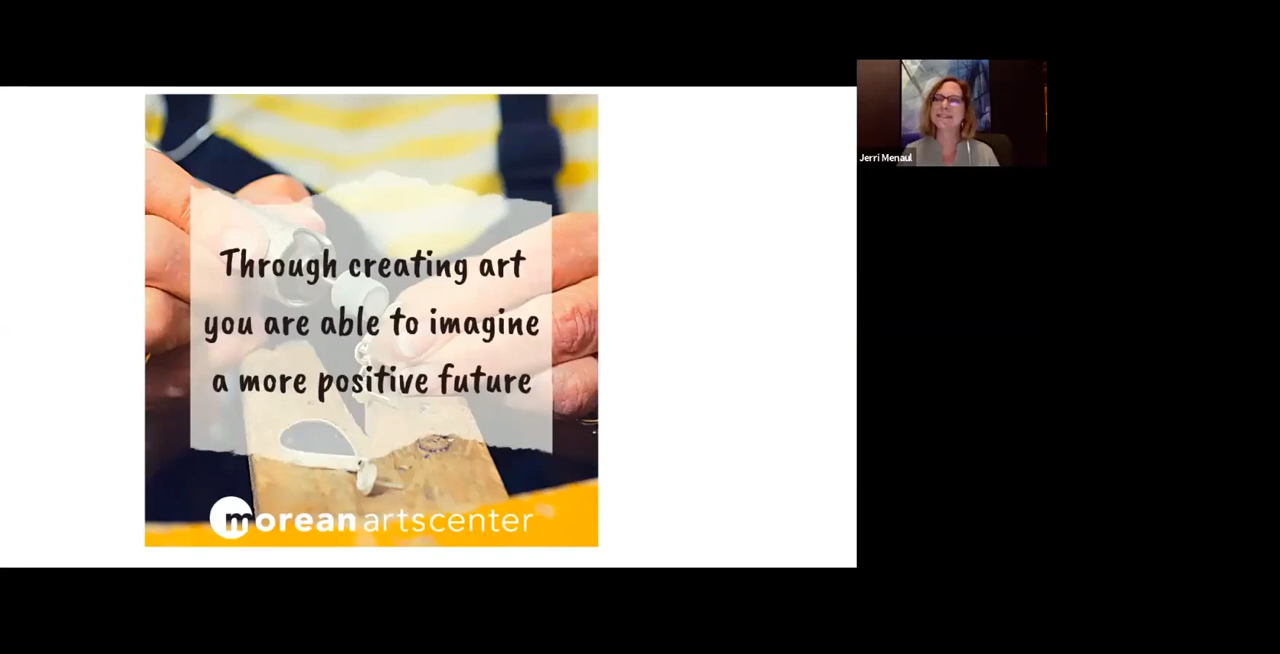 Through creating art
you are able to imagine
a more positive future
moreanartscenter
Jerri Menaul